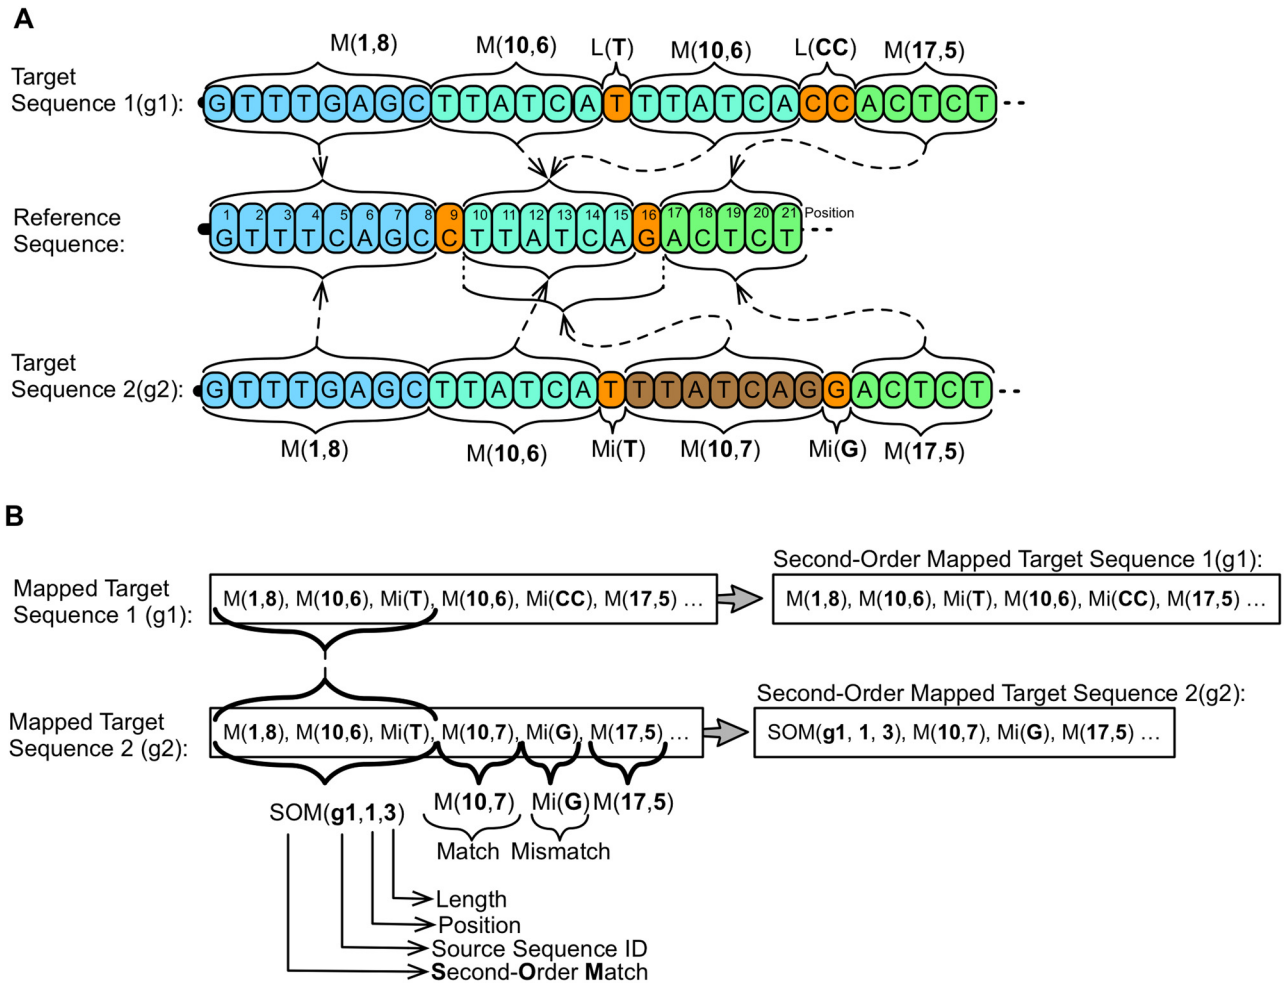 A
M(1,8) M(10,6) L(T) M(10,6) L(CC) M(17,5)
Target
Sequence 1(g1):
G T T T G A G C T T A T C A T T T A T C A C C A C T C T
Reference
Sequence:
1 2 3 4 5 6 7 8 9 10 11 12 13 14 15 16 17 18 19 20 21 Position
G T T T C A G C C T T A T C A G A C T C T
Target
Sequence 2(g2):
G T T T G A G C T T A T C A T T T A T C A G G A C T C T
M(1,8) M(10,6) Mi(T) M(10,7) Mi(G) M(17,5)
B
Second-Order Mapped Target Sequence 1(g1):
Mapped Target
Sequence 1 (g1):
M(1,8), M(10,6), Mi(T), M(10,6), Mi(CC), M(17,5) ...
M(1,8), M(10,6), Mi(T), M(10,6), Mi(CC), M(17,5) ...
Second-Order Mapped Target Sequence 2(g2):
Mapped Target
Sequence 2 (g2):
M(1,8), M(10,6), Mi(T), M(10,7), Mi(G), M(17,5) ...
SOM(g1, 1, 3), M(10,7), Mi(G), M(17,5) ...
SOM(g1,1,3) M(10,7) Mi(G) M(17,5)
Match Mismatch
Length
Position
Source Sequence ID
Second-Order Match